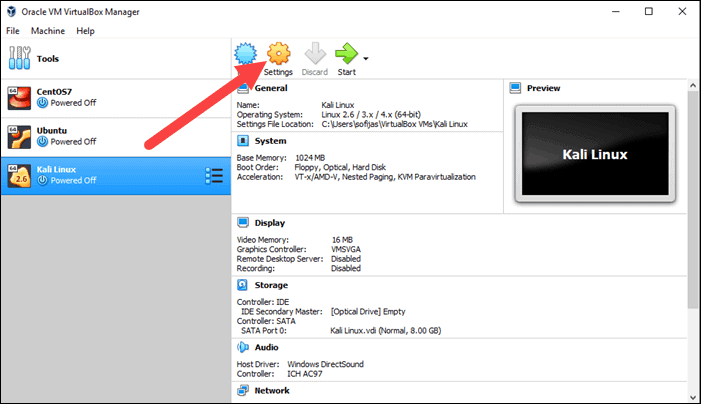 Oracle VM VirtualBox Manager
File Machine Help
Tools
Settings Discard Start
64
CentOS7
Powered Off
64
Ubuntu
Powered Off
64
2.6
Kali Linux
Powered Off
General
Name: Kali Linux
Operating System: Linux 2.6 / 3.x / 4.x (64-bit)
Settings File Location: C:\Users\sofijas\VirtualBox VMs\Kali Linux
System
Base Memory: 1024 MB
Boot Order: Floppy, Optical, Hard Disk
Acceleration: VT-x/AMD-V, Nested Paging, KVM Paravirtualization
Preview
Kali Linux
Display
Video Memory: 16 MB
Graphics Controller: VMSVGA
Remote Desktop Server: Disabled
Recording: Disabled
Storage
Controller: IDE
IDE Secondary Master: [Optical Drive] Empty
Controller: SATA
SATA Port 0: Kali Linux.vdi (Normal, 8.00 GB)
Audio
Host Driver: Windows DirectSound
Controller: ICH AC97
Network